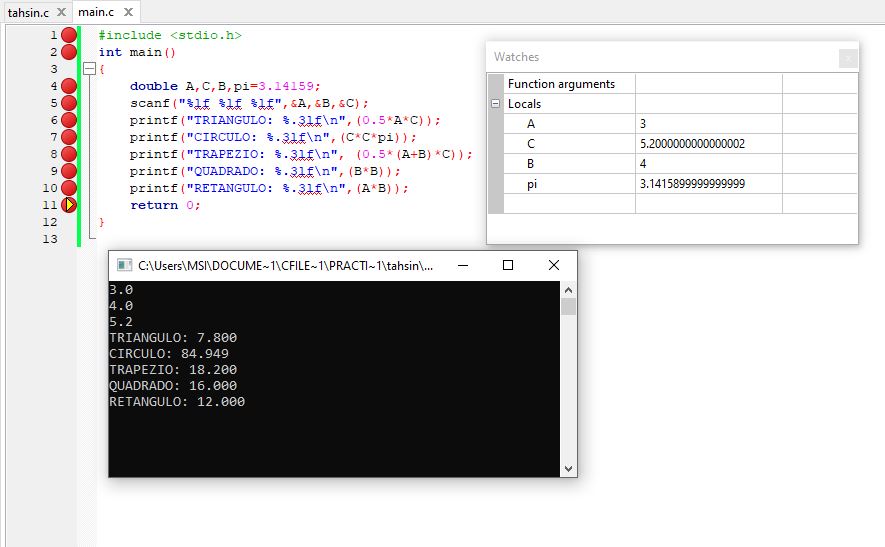 tahsin.c X main.c X
1 #include <stdio.h>
2 int main()
3 {
4 double A,C,B,pi=3.14159;
5 scanf("%lf %lf %lf",&A,&B,&C);
6 printf("TRIANGULO: %.3lf\n",(0.5*A*C));
7 printf("CIRCULO: %.3lf\n",(C*C*pi));
8 printf("TRAPEZIO: %.3lf\n", (0.5*(A+B)*C));
9 printf("QUADRADO: %.3lf\n",(B*B));
10 printf("RETANGULO: %.3lf\n",(A*B));
11 return 0;
12 }
13
Watches x
Function arguments
Locals
A 3
C 5.2000000000000002
B 4
pi 3.1415899999999999
C:\Users\MSI\DOCUME~1\CFILE~1\PRACTI~1\tahsin\...
3.0
4.0
5.2
TRIANGULO: 7.800
CIRCULO: 84.949
TRAPEZIO: 18.200
QUADRADO: 16.000
RETANGULO: 12.000